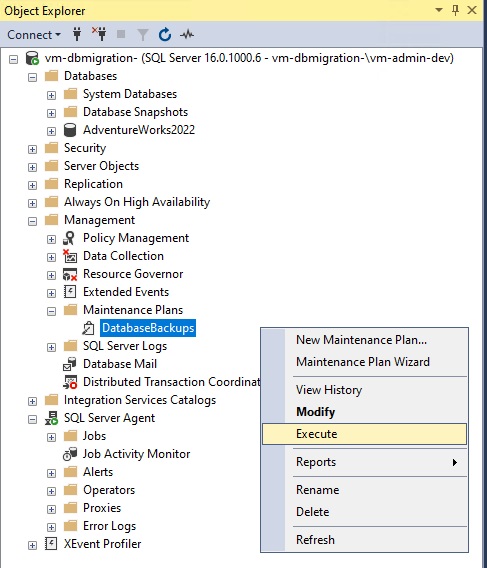 Object Explorer
Connect
vm-dbmigration- (SQL Server 16.0.1000.6 - vm-dbmigration-\vm-admin-dev)
Databases
System Databases
Database Snapshots
AdventureWorks2022
Security
Server Objects
Replication
Always On High Availability
Management
Policy Management
Data Collection
Resource Governor
Extended Events
Maintenance Plans
DatabaseBackups
SQL Server Logs
Database Mail
Distributed Transaction Coordinat
Integration Services Catalogs
SQL Server Agent
Jobs
Job Activity Monitor
Alerts
Operators
Proxies
Error Logs
XEvent Profiler
New Maintenance Plan...
Maintenance Plan Wizard
View History
Modify
Execute
Reports
Rename
Delete
Refresh